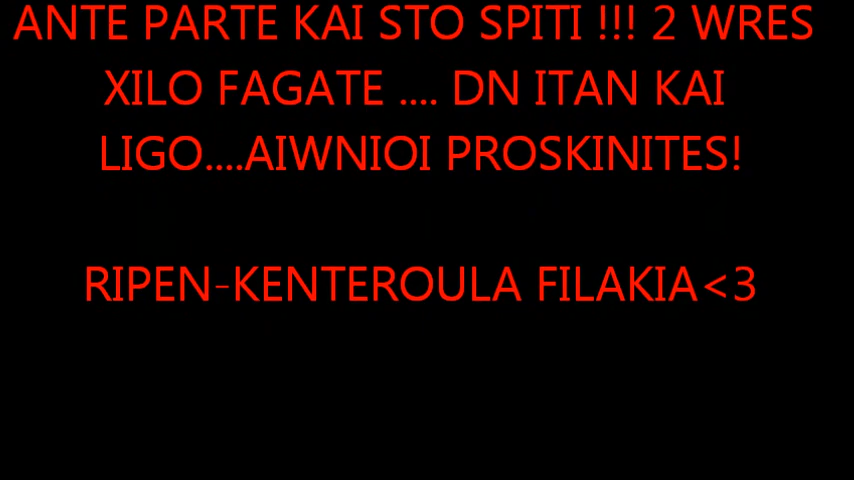 ANTE PARTE KAI STO SPITI !!! 2 WRES
XILO FAGATE .... DN ITAN KAI
LIGO....AIWNIOI PROSKINITES!
RIPEN-KENTEROULA FILAKIA<3